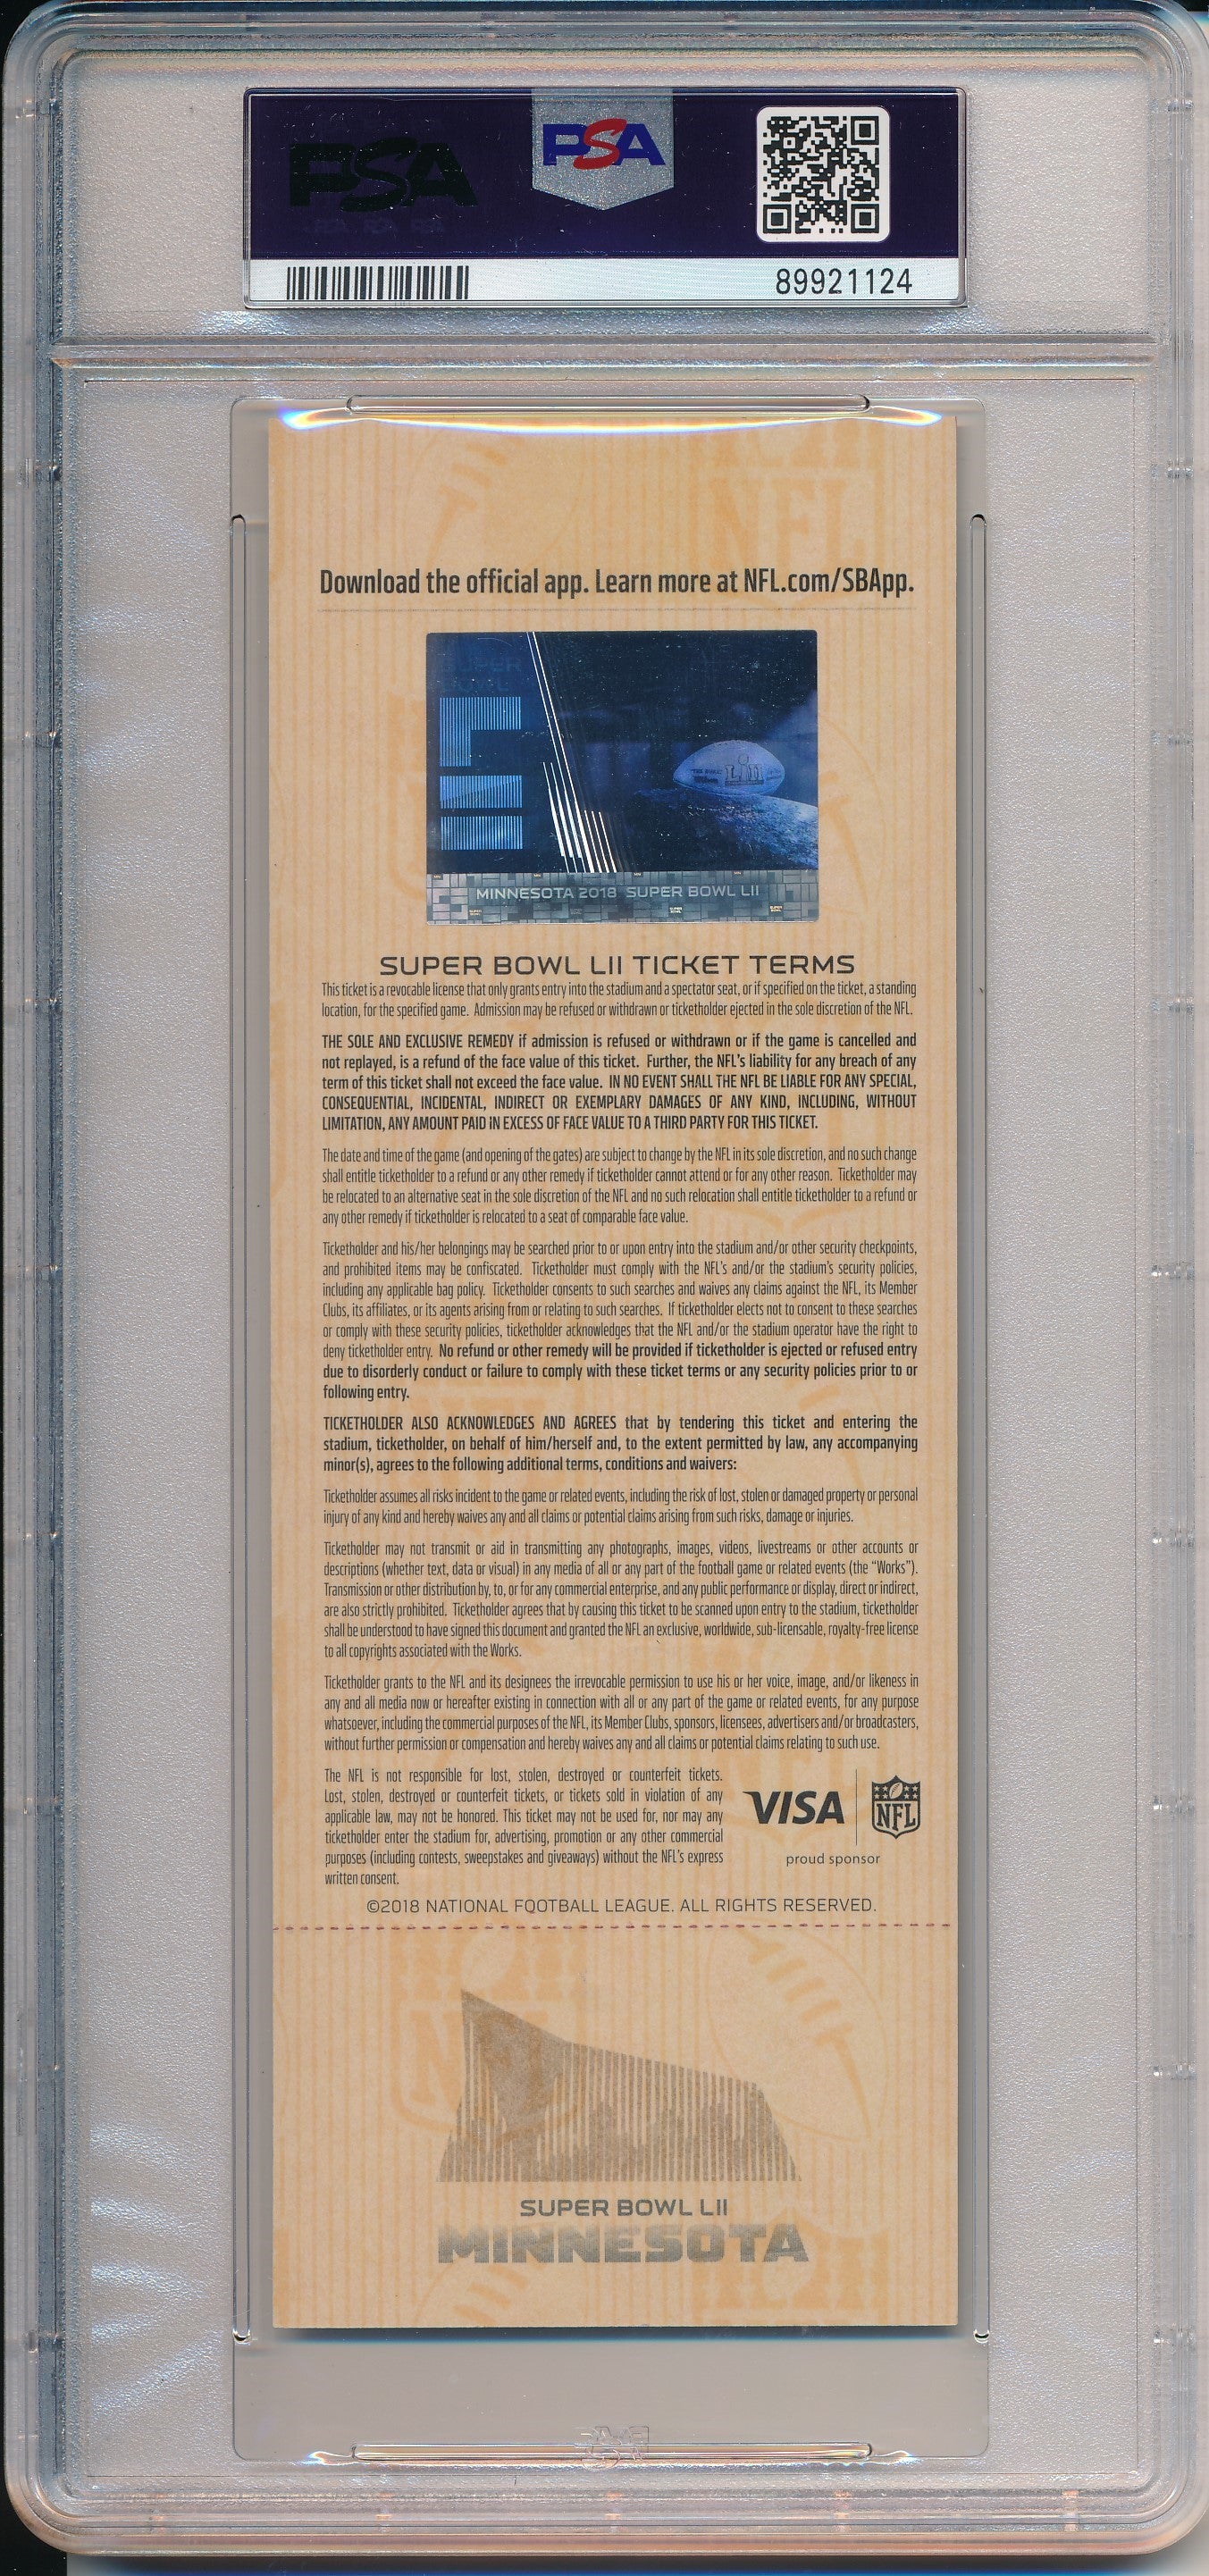 PSA
PSA
89921124
NFL
Download the official app. Learn more at NFL.com/SBApp.
SUPER
LII
MINNESOTA 2018 SUPER BOWL LII
SUPER BOWL LII TICKET TERMS
This ticket is a revocable license that only grants entry into the stadium and a spectator seat, or if specified on the ticket, a standing
location, for the specified game. Admission may be refused or withdrawn or ticketholder ejected in the sole discretion of the NFL.
THE SOLE AND EXCLUSIVE REMEDY if admission is refused or withdrawn or if the game is cancelled and
not replayed, is a refund of the face value of this ticket. Further, the NFL's liability for any breach of any
term of this ticket shall not exceed the face value. IN NO EVENT SHALL THE NFL BE LIABLE FOR ANY SPECIAL,
CONSEQUENTIAL, INCIDENTAL, INDIRECT OR EXEMPLARY DAMAGES OF ANY KIND, INCLUDING, WITHOUT
LIMITATION, ANY AMOUNT PAID IN EXCESS OF FACE VALUE TO A THIRD PARTY FOR THIS TICKET.
The date and time of the game (and opening of the gates) are subject to change by the NFL in its sole discretion, and no such change
shall entitle ticketholder to a refund or any other remedy if ticketholder cannot attend or for any other reason. Ticketholder may
be relocated to an alternative seat in the sole discretion of the NFL and no such relocation shall entitle ticketholder to a refund or
any other remedy if ticketholder is relocated to a seat of comparable face value.
Ticketholder and his/her belongings may be searched prior to or upon entry into the stadium and/or other security checkpoints,
and prohibited items may be confiscated. Ticketholder must comply with the NFL's and/or the stadium's security policies,
including any applicable bag policy. Ticketholder consents to such searches and waives any claims against the NFL, its Member
Clubs, its affiliates, or its agents arising from or relating to such searches. If ticketholder elects not to consent to these searches
or comply with these security policies, ticketholder acknowledges that the NFL and/or the stadium operator have the right to
deny ticketholder entry. No refund or other remedy will be provided if ticketholder is ejected or refused entry
due to disorderly conduct or failure to comply with these ticket terms or any security policies prior to or
following entry.
TICKETHOLDER ALSO ACKNOWLEDGES AND AGREES that by tendering this ticket and entering the
stadium, ticketholder, on behalf of him/herself and, to the extent permitted by law, any accompanying
minor(s), agrees to the following additional terms, conditions and waivers:
Ticketholder assumes all risks incident to the game or related events, including the risk of lost, stolen or damaged property or personal
injury of any kind and hereby waives any and all claims or potential claims arising from such risks, damage or injuries.
Ticketholder may not transmit or aid in transmitting any photographs, images, videos, livestreams or other accounts or
descriptions (whether text, data or visual) in any media of all or any part of the football game or related events (the “Works”).
Transmission or other distribution by, to, or for any commercial enterprise, and any public performance or display, direct or indirect,
are also strictly prohibited. Ticketholder agrees that by causing this ticket to be scanned upon entry to the stadium, ticketholder
shall be understood to have signed this document and granted the NFL an exclusive, worldwide, sub-licensable, royalty-free license
to all copyrights associated with the Works.
Ticketholder grants to the NFL and its designees the irrevocable permission to use his or her voice, image, and/or likeness in
any and all media now or hereafter existing in connection with all or any part of the game or related events, for any purpose
whatsoever, including the commercial purposes of the NFL, its Member Clubs, sponsors, licensees, advertisers and/or broadcasters,
without further permission or compensation and hereby waives any and all claims or potential claims relating to such use.
The NFL is not responsible for lost, stolen, destroyed or counterfeit tickets.
Lost, stolen, destroyed or counterfeit tickets, or tickets sold in violation of any
applicable law, may not be honored. This ticket may not be used for, nor may any
ticketholder enter the stadium for, advertising, promotion or any other commercial
purposes (including contests, sweepstakes and giveaways) without the NFL's express
written consent.
VISA NFL
proud sponsor
©2018 NATIONAL FOOTBALL LEAGUE. ALL RIGHTS RESERVED.
SUPER BOWL LII
MINNESOTA